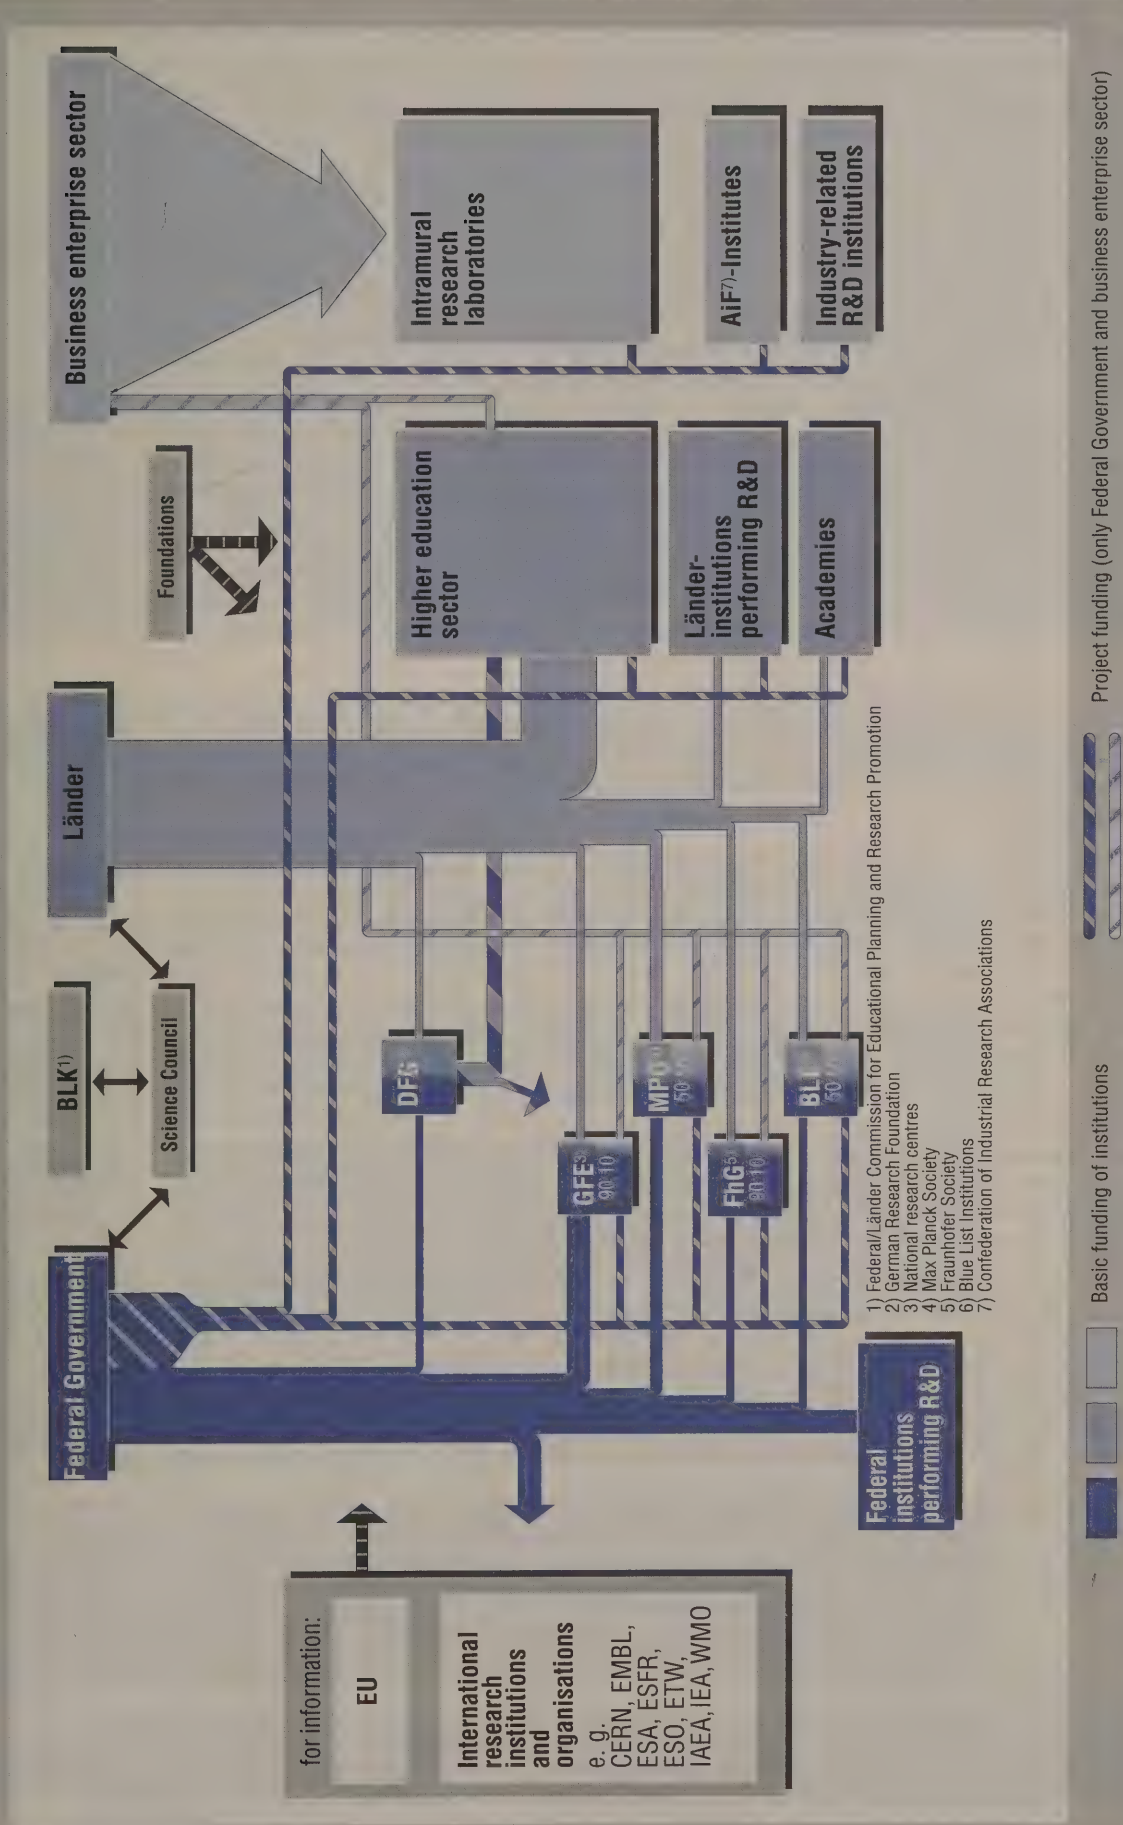 for information:
EU
International
research
institutions
and
organisations
e. g.
CERN, EMBL,
ESA, ESFR,
ESO, ETW,
IAEA, IEA, WMO
Federal Government
BLK1)
Science Council
Länder
Foundations
Business enterprise sector
DFG
GFE3)
90:10
FhG5)
90:10
Higher education
sector
Länder-
institutions
performing R&D
Academies
Intramural
research
laboratories
AiF7)-Institutes
Industry-related
R&D institutions
Federal
institutions
performing R&D
1) Federal/Länder Commission for Educational Planning and Research Promotion
2) German Research Foundation
3) National research centres
4) Max Planck Society
5) Fraunhofer Society
6) Blue List Institutions
7) Confederation of Industrial Research Associations
Basic funding of institutions
Project funding (only Federal Government and business enterprise sector)